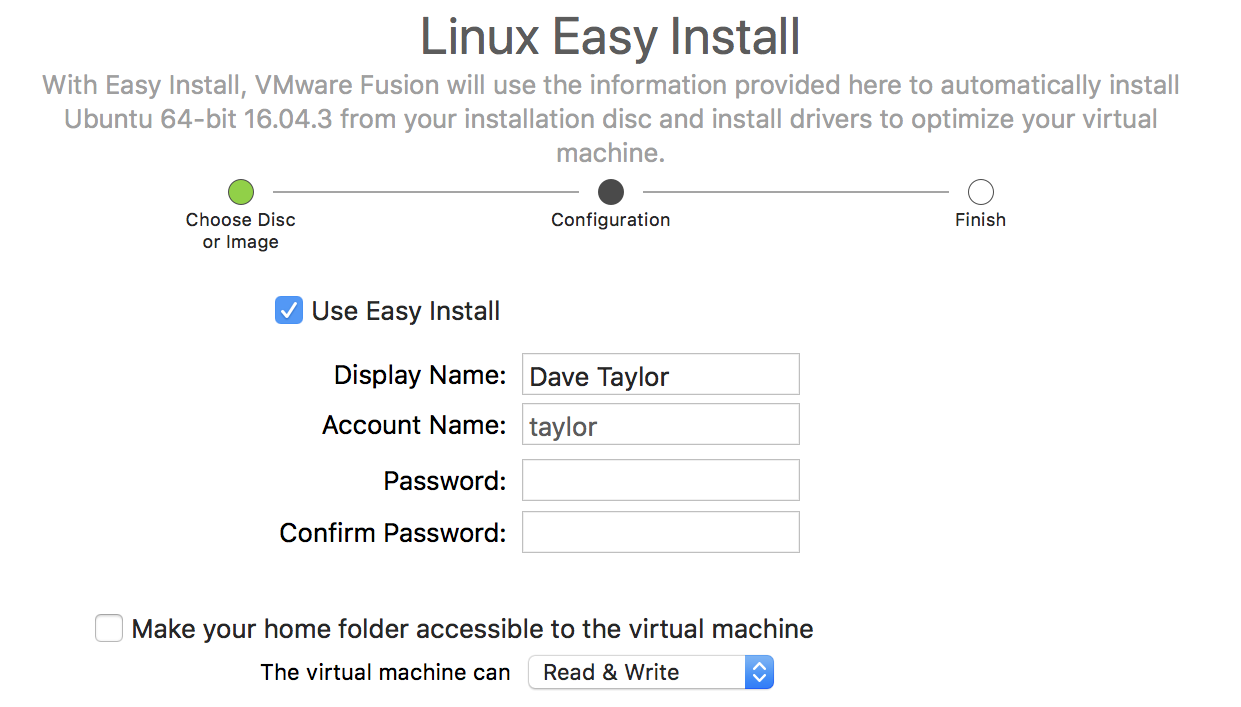 Linux Easy Install
With Easy Install, VMware Fusion will use the information provided here to automatically install
Ubuntu 64-bit 16.04.3 from your installation disc and install drivers to optimize your virtual
machine.
Choose Disc
or Image
Configuration
Finish
Use Easy Install
Display Name: Dave Taylor
Account Name: taylor
Password:
Confirm Password:
Make your home folder accessible to the virtual machine
The virtual machine can Read & Write